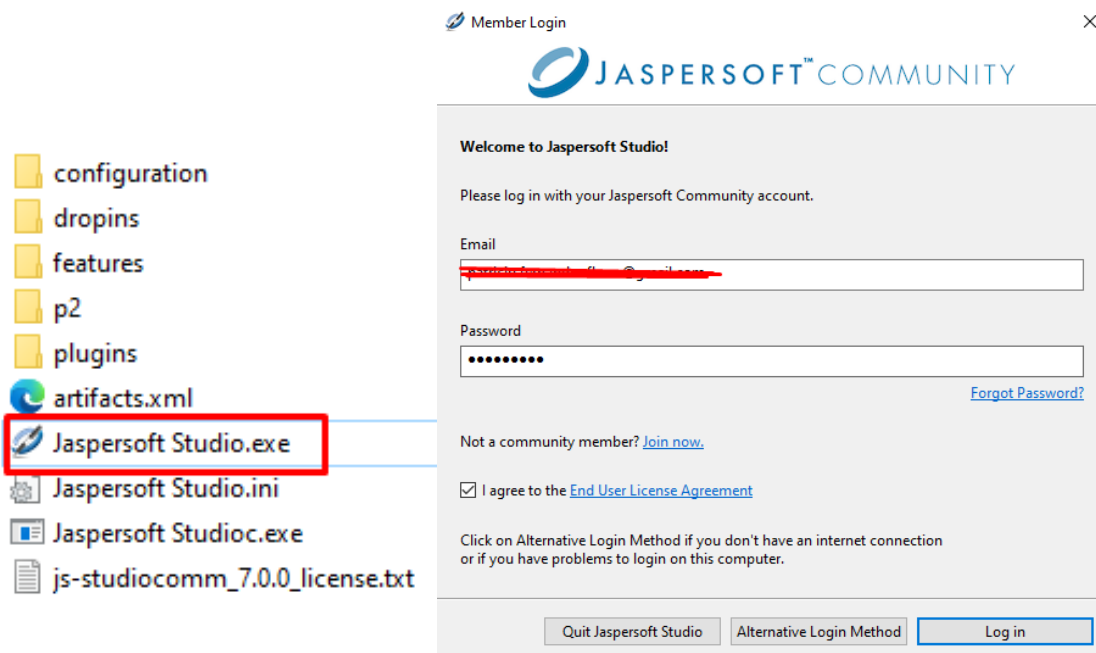 configuration
dropins
features
p2
plugins
artifacts.xml
Jaspersoft Studio.exe
Jaspersoft Studio.ini
Jaspersoft Studioc.exe
js-studiocomm_7.0.0_license.txt
Member Login
JASPERSOFT™ COMMUNITY
Welcome to Jaspersoft Studio!
Please log in with your Jaspersoft Community account.
Email
Password
Forgot Password?
Not a community member? Join now.
I agree to the End User License Agreement
Click on Alternative Login Method if you don't have an internet connection
or if you have problems to login on this computer.
Quit Jaspersoft Studio Alternative Login Method Log in